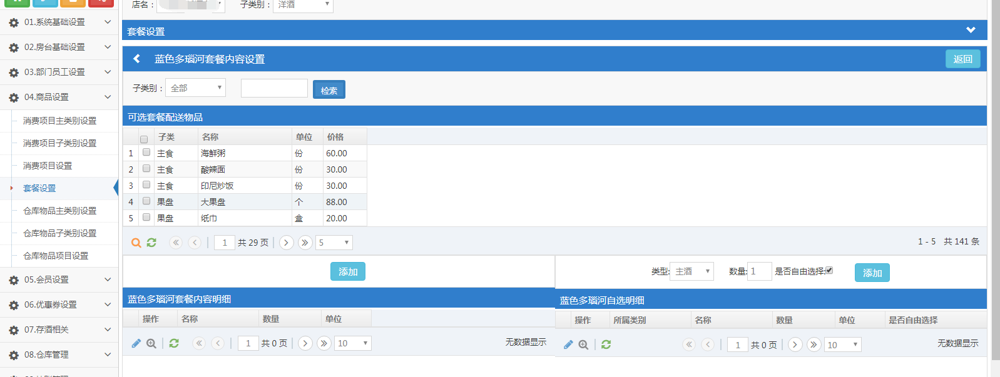 店名： 子类别： 洋酒
01.系统基础设置
02.房台基础设置
03.部门员工设置
04.商品设置
消费项目主类别设置
消费项目子类别设置
消费项目设置
套餐设置
仓库物品主类别设置
仓库物品子类别设置
仓库物品项目设置
05.会员设置
06.优惠券设置
07.存酒相关
08.仓库管理
套餐设置
蓝色多瑙河套餐内容设置 返回
子类别： 全部 检索
可选套餐配送物品
子类 名称 单位 价格
1 主食 海鲜粥 份 60.00
2 主食 酸辣面 份 30.00
3 主食 印尼炒饭 份 30.00
4 果盘 大果盘 个 88.00
5 果盘 纸巾 盒 20.00
1 共 29 页 5 1 - 5 共 141 条
添加
类型: 主酒 数量: 1 是否自由选择: 添加
蓝色多瑙河套餐内容明细
操作 名称 数量 单位
1 共 0 页 10 无数据显示
蓝色多瑙河自选明细
操作 所属类别 名称 数量 单位 是否自由选择
1 共 0 页 10 无数据显示